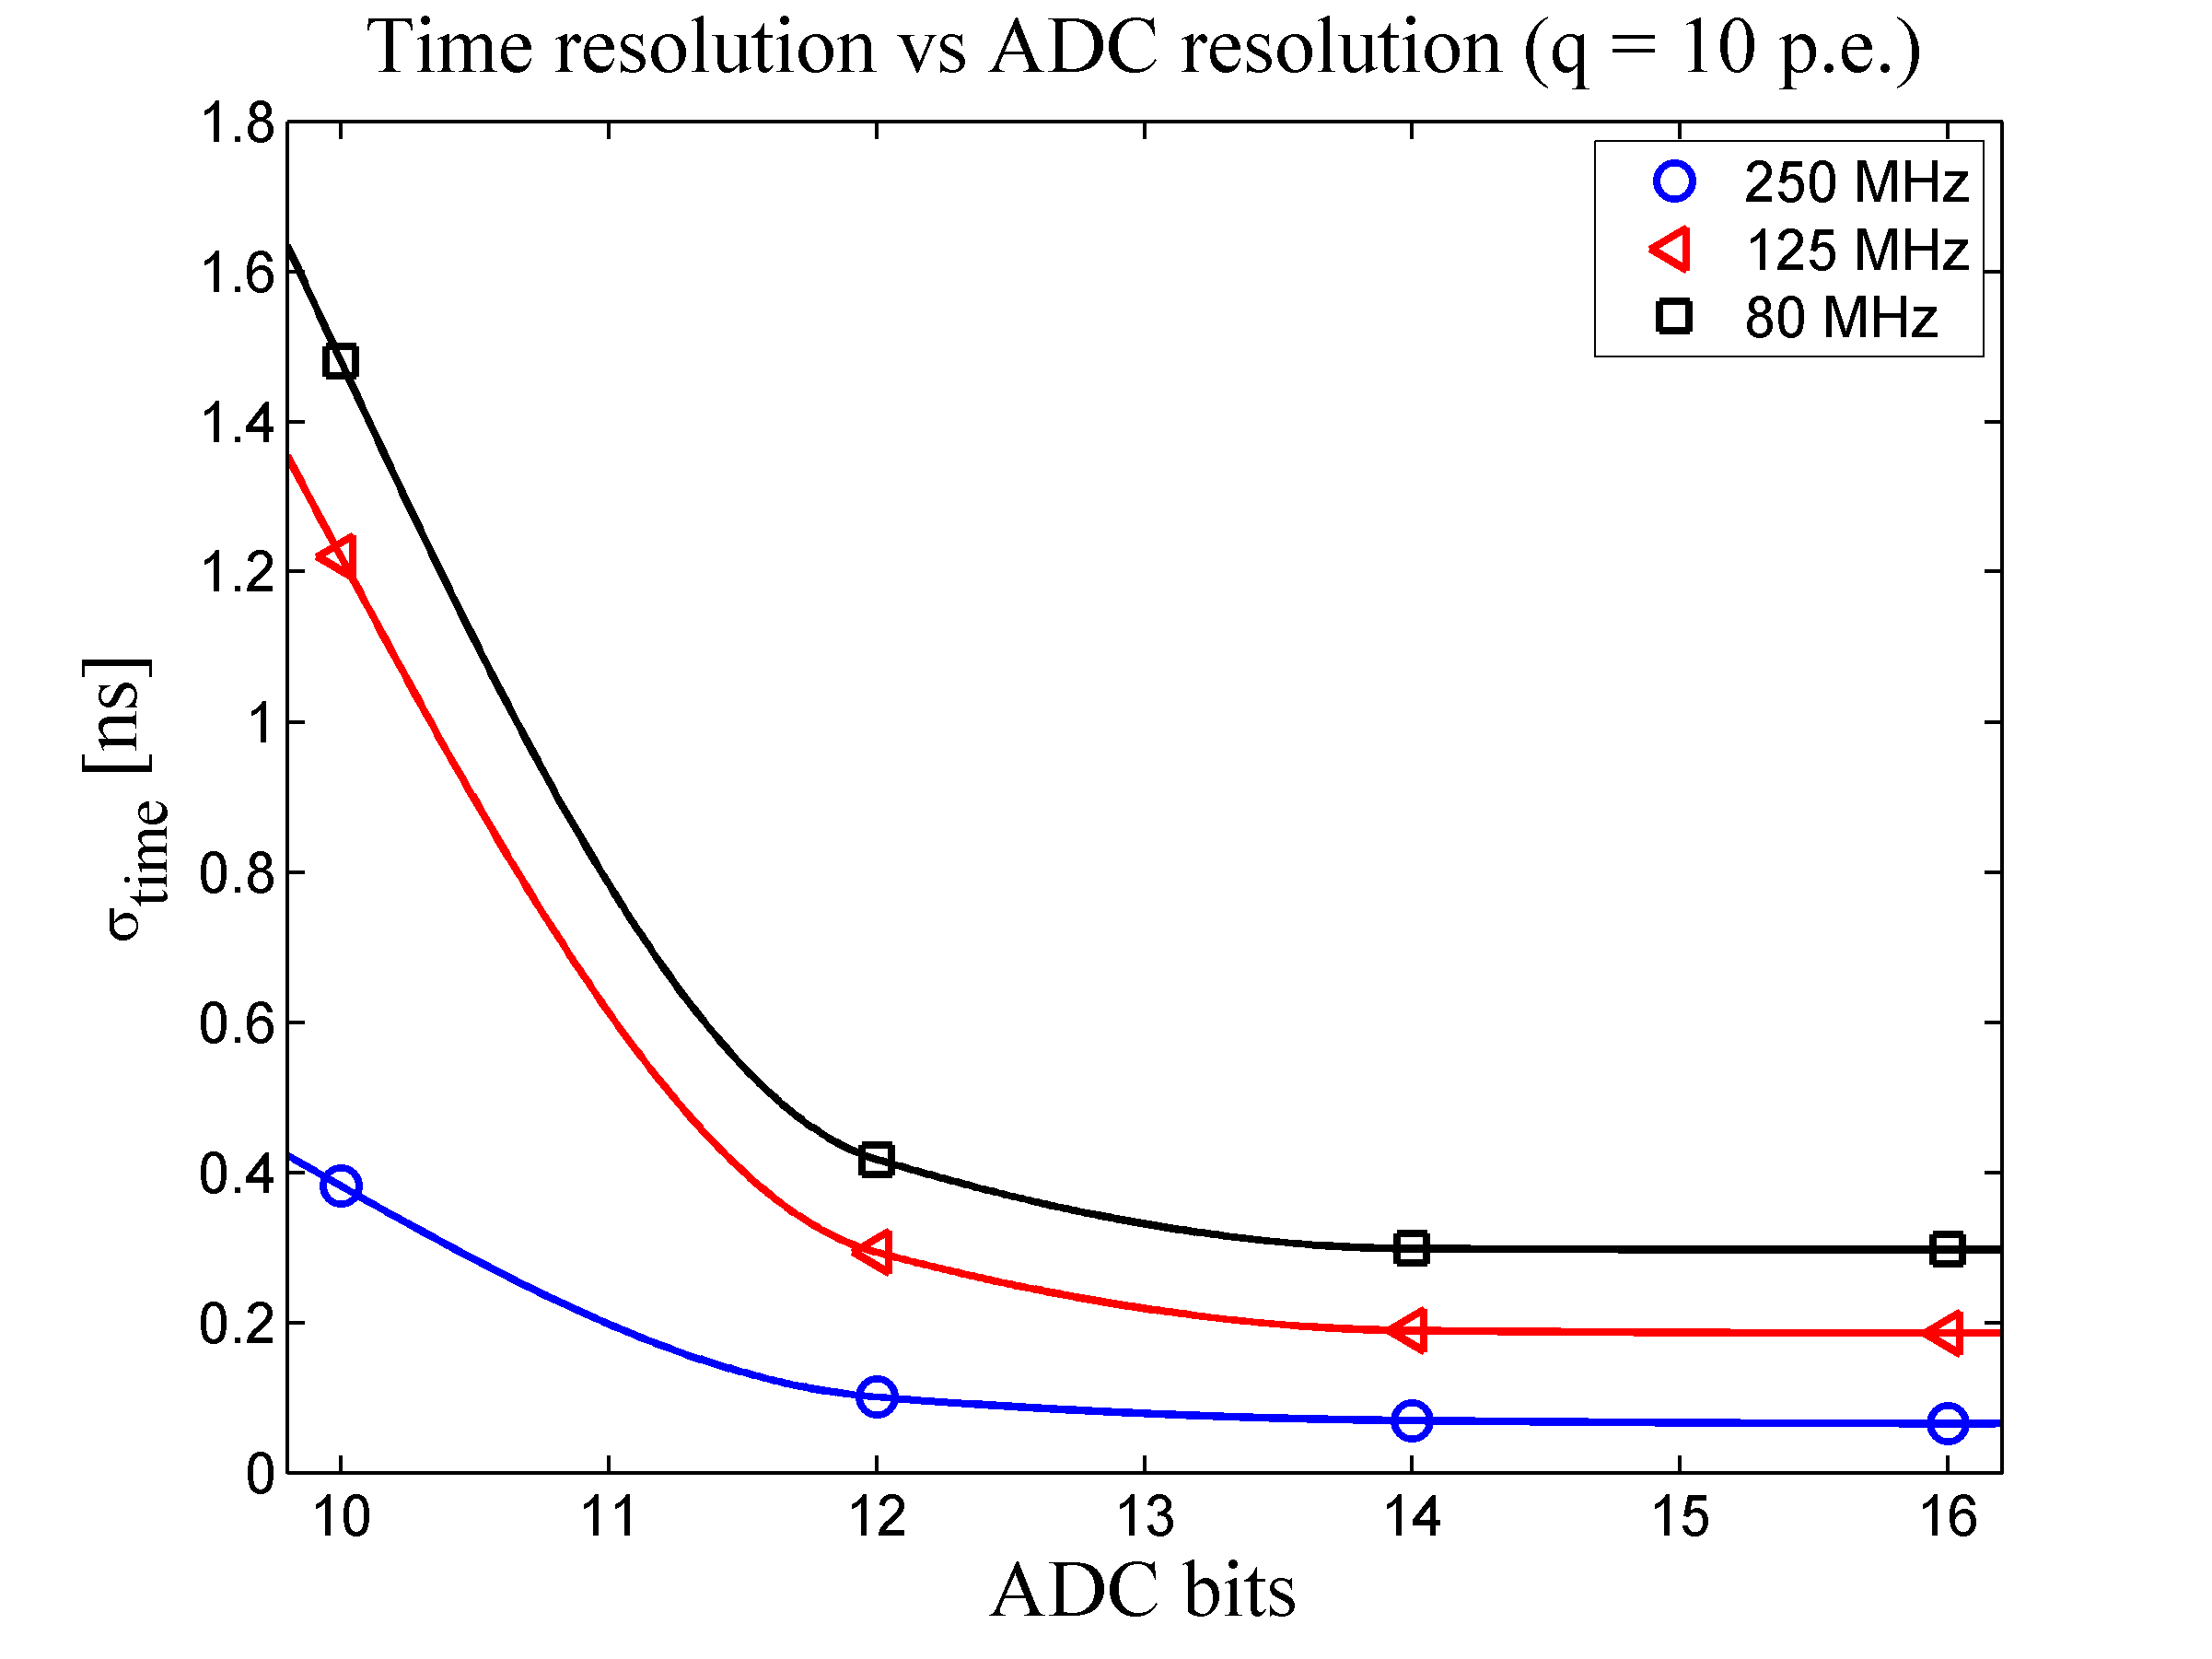 Time resolution vs ADC resolution (q = 10 p.e.)
250 MHz
125 MHz
80 MHz
1.8
1.6
1.4
1.2
1
0.8
0.6
0.4
0.2
0
σtime [ns]
10 11 12 13 14 15 16
ADC bits